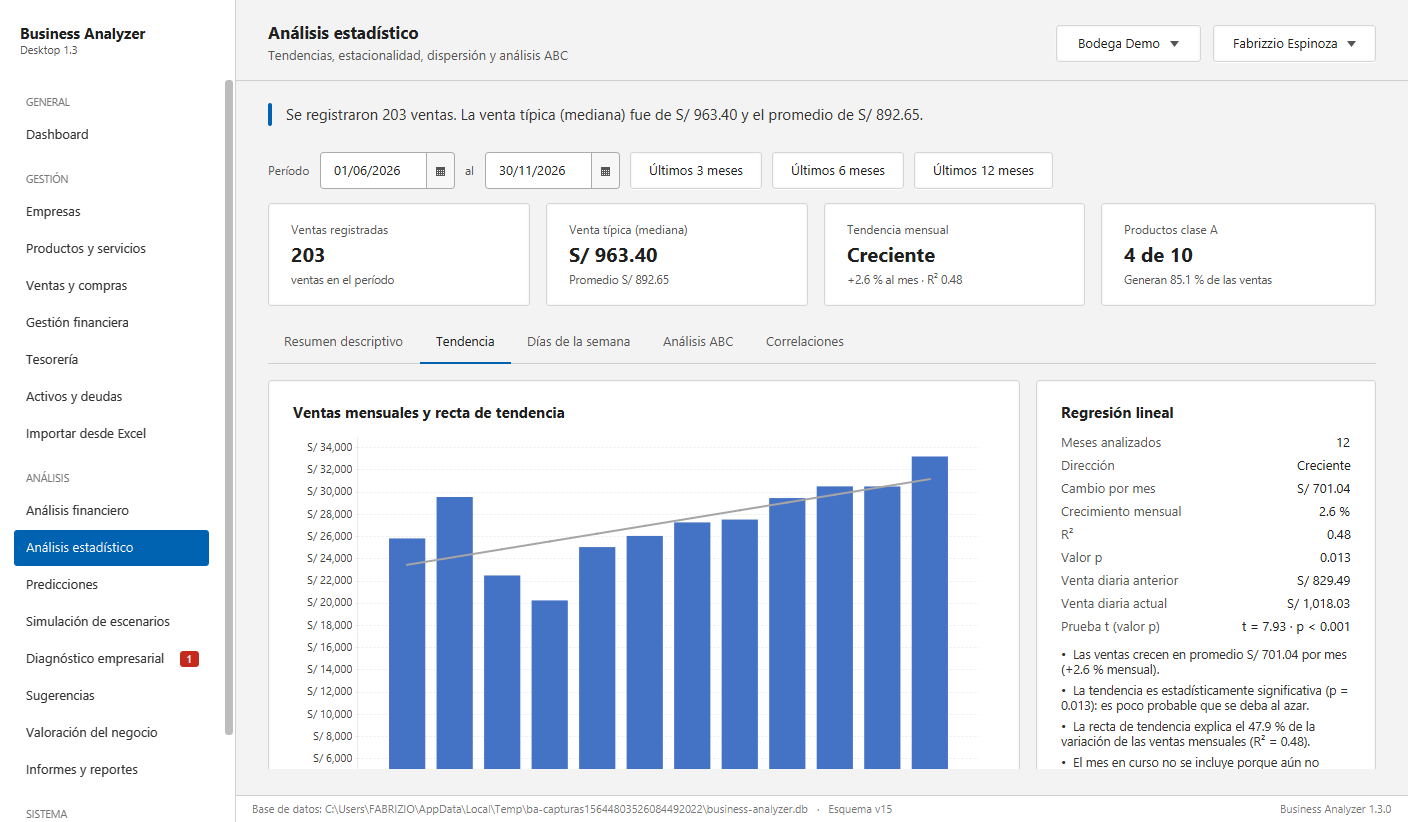 Business Analyzer
Desktop 1.3
GENERAL
Dashboard
GESTIÓN
Empresas
Productos y servicios
Ventas y compras
Gestión financiera
Tesorería
Activos y deudas
Importar desde Excel
ANÁLISIS
Análisis financiero
Análisis estadístico
Predicciones
Simulación de escenarios
Diagnóstico empresarial 1
Sugerencias
Valoración del negocio
Informes y reportes
SISTEMA
Análisis estadístico
Tendencias, estacionalidad, dispersión y análisis ABC
Bodega Demo
Fabrizzio Espinoza
Se registraron 203 ventas. La venta típica (mediana) fue de S/ 963.40 y el promedio de S/ 892.65.
Período 01/06/2026 al 30/11/2026 Últimos 3 meses Últimos 6 meses Últimos 12 meses
Ventas registradas
203
ventas en el período
Venta típica (mediana)
S/ 963.40
Promedio S/ 892.65
Tendencia mensual
Creciente
+2.6 % al mes · R² 0.48
Productos clase A
4 de 10
Generan 85.1 % de las ventas
Resumen descriptivo Tendencia Días de la semana Análisis ABC Correlaciones
Ventas mensuales y recta de tendencia
S/ 34,000
S/ 32,000
S/ 30,000
S/ 28,000
S/ 26,000
S/ 24,000
S/ 22,000
S/ 20,000
S/ 18,000
S/ 16,000
S/ 14,000
S/ 12,000
S/ 10,000
S/ 8,000
S/ 6,000
Regresión lineal
Meses analizados 12
Dirección Creciente
Cambio por mes S/ 701.04
Crecimiento mensual 2.6 %
R² 0.48
Valor p 0.013
Venta diaria anterior S/ 829.49
Venta diaria actual S/ 1,018.03
Prueba t (valor p) t = 7.93 · p < 0.001
• Las ventas crecen en promedio S/ 701.04 por mes
(+2.6 % mensual).
• La tendencia es estadísticamente significativa (p =
0.013): es poco probable que se deba al azar.
• La recta de tendencia explica el 47.9 % de la
variación de las ventas mensuales (R² = 0.48).
• El mes en curso no se incluye porque aún no
Base de datos: C:\Users\FABRIZIO\AppData\Local\Temp\ba-capturas15644803526084492022\business-analyzer.db · Esquema v15
Business Analyzer 1.3.0